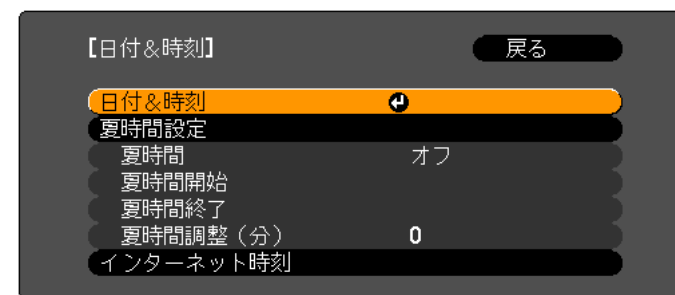 【日付&時刻】 戻る
日付&時刻
夏時間設定
夏時間 オフ
夏時間開始
夏時間終了
夏時間調整（分） 0
インターネット時刻